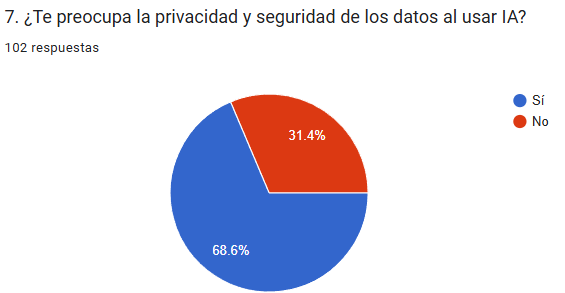 7. ¿Te preocupa la privacidad y seguridad de los datos al usar IA?
102 respuestas
Sí
No
31.4%
68.6%